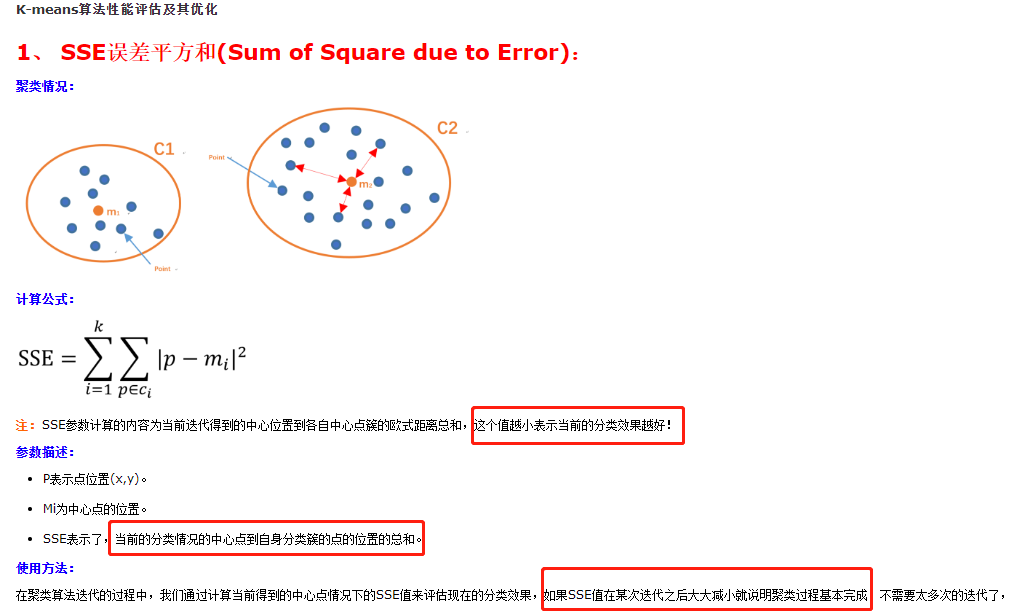 K-means算法性能评估及其优化
1、 SSE误差平方和(Sum of Square due to Error)：
聚类情况：
C1
C2
Point
m₂
m₁
Point
计算公式：
SSE = ∑_{i=1}^{k} ∑_{p∈c_i} |p − m_i|²
注：SSE参数计算的内容为当前迭代得到的中心位置到各自中心点簇的欧式距离总和，这个值越小表示当前的分类效果越好！
参数描述：
• P表示点位置(x,y)。
• Mi为中心点的位置。
• SSE表示了，当前的分类情况的中心点到自身分类簇的点的位置的总和。
使用方法：
在聚类算法迭代的过程中，我们通过计算当前得到的中心点情况下的SSE值来评估现在的分类效果，如果SSE值在某次迭代之后大大减小就说明聚类过程基本完成，不需要太多次的迭代了，